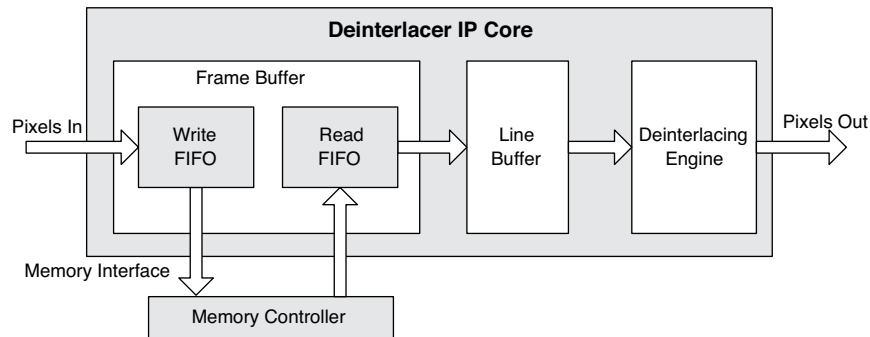 Deinterlacer IP Core
Frame Buffer
Pixels In
Write
FIFO
Read
FIFO
Line
Buffer
Deinterlacing
Engine
Pixels Out
Memory Interface
Memory Controller